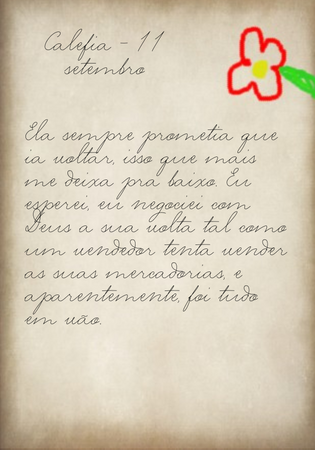 Calefia - 11
setembro
Ela sempre prometia que
ia voltar, isso que mais
me deixa pra baixo. Eu
esperei, eu negociei com
Deus a sua volta tal como
um vendedor tenta vender
as suas mercadorias, e
aparentemente, foi tudo
em vão.